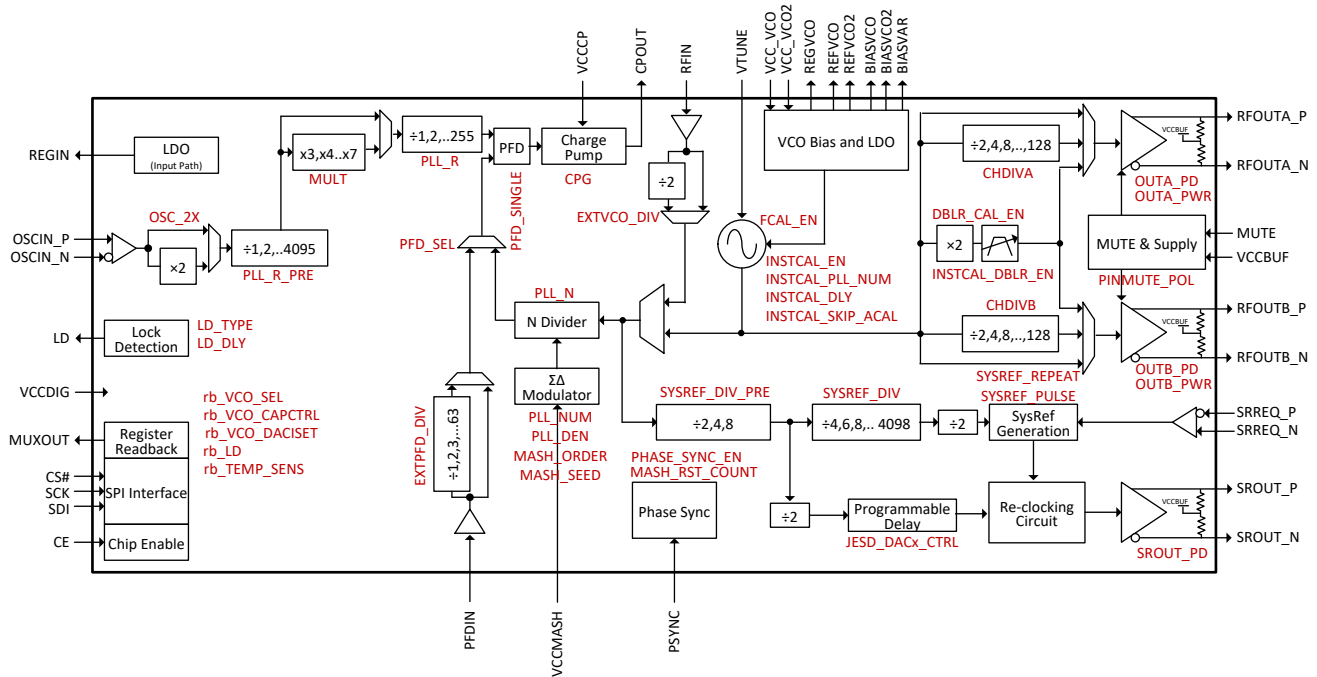 VCCCP
CPOUT
RFIN
VTUNE
VCC_VCO
VCC_VCO2
REGVCO
REFVCO
REFVCO2
BIASVCO
BIASVCO2
BIASVAR
REGIN
LDO
(Input Path)
x3,x4..x7
MULT
÷1,2,..255
PLL_R
PFD
PFD_SINGLE
Charge
Pump
CPG
÷2
EXTVCO_DIV
VCO Bias and LDO
÷2,4,8,..,128
CHDIVA
VCCBUF
OUTA_PD
OUTA_PWR
RFOUTA_P
RFOUTA_N
OSCIN_P
OSCIN_N
OSC_2X
×2
÷1,2,..4095
PLL_R_PRE
PFD_SEL
FCAL_EN
INSTCAL_EN
INSTCAL_PLL_NUM
INSTCAL_DLY
INSTCAL_SKIP_ACAL
DBLR_CAL_EN
×2
INSTCAL_DBLR_EN
MUTE & Supply
PINMUTE_POL
MUTE
VCCBUF
LD
Lock
Detection
LD_TYPE
LD_DLY
PLL_N
N Divider
CHDIVB
÷2,4,8,..,128
VCCBUF
OUTB_PD
OUTB_PWR
RFOUTB_P
RFOUTB_N
VCCDIG
MUXOUT
CS#
SCK
SDI
CE
Register
Readback
SPI Interface
Chip Enable
rb_VCO_SEL
rb_VCO_CAPCTRL
rb_VCO_DACISET
rb_LD
rb_TEMP_SENS
EXTPFD_DIV
÷1,2,3,...63
ΣΔ
Modulator
PLL_NUM
PLL_DEN
MASH_ORDER
MASH_SEED
SYSREF_DIV_PRE
÷2,4,8
SYSREF_DIV
÷4,6,8,.. 4098
÷2
SYSREF_REPEAT
SYSREF_PULSE
SysRef
Generation
SRREQ_P
SRREQ_N
PHASE_SYNC_EN
MASH_RST_COUNT
Phase Sync
÷2
Programmable
Delay
JESD_DACx_CTRL
Re-clocking
Circuit
VCCBUF
SROUT_PD
SROUT_P
SROUT_N
PFDIN
VCCMASH
PSYNC